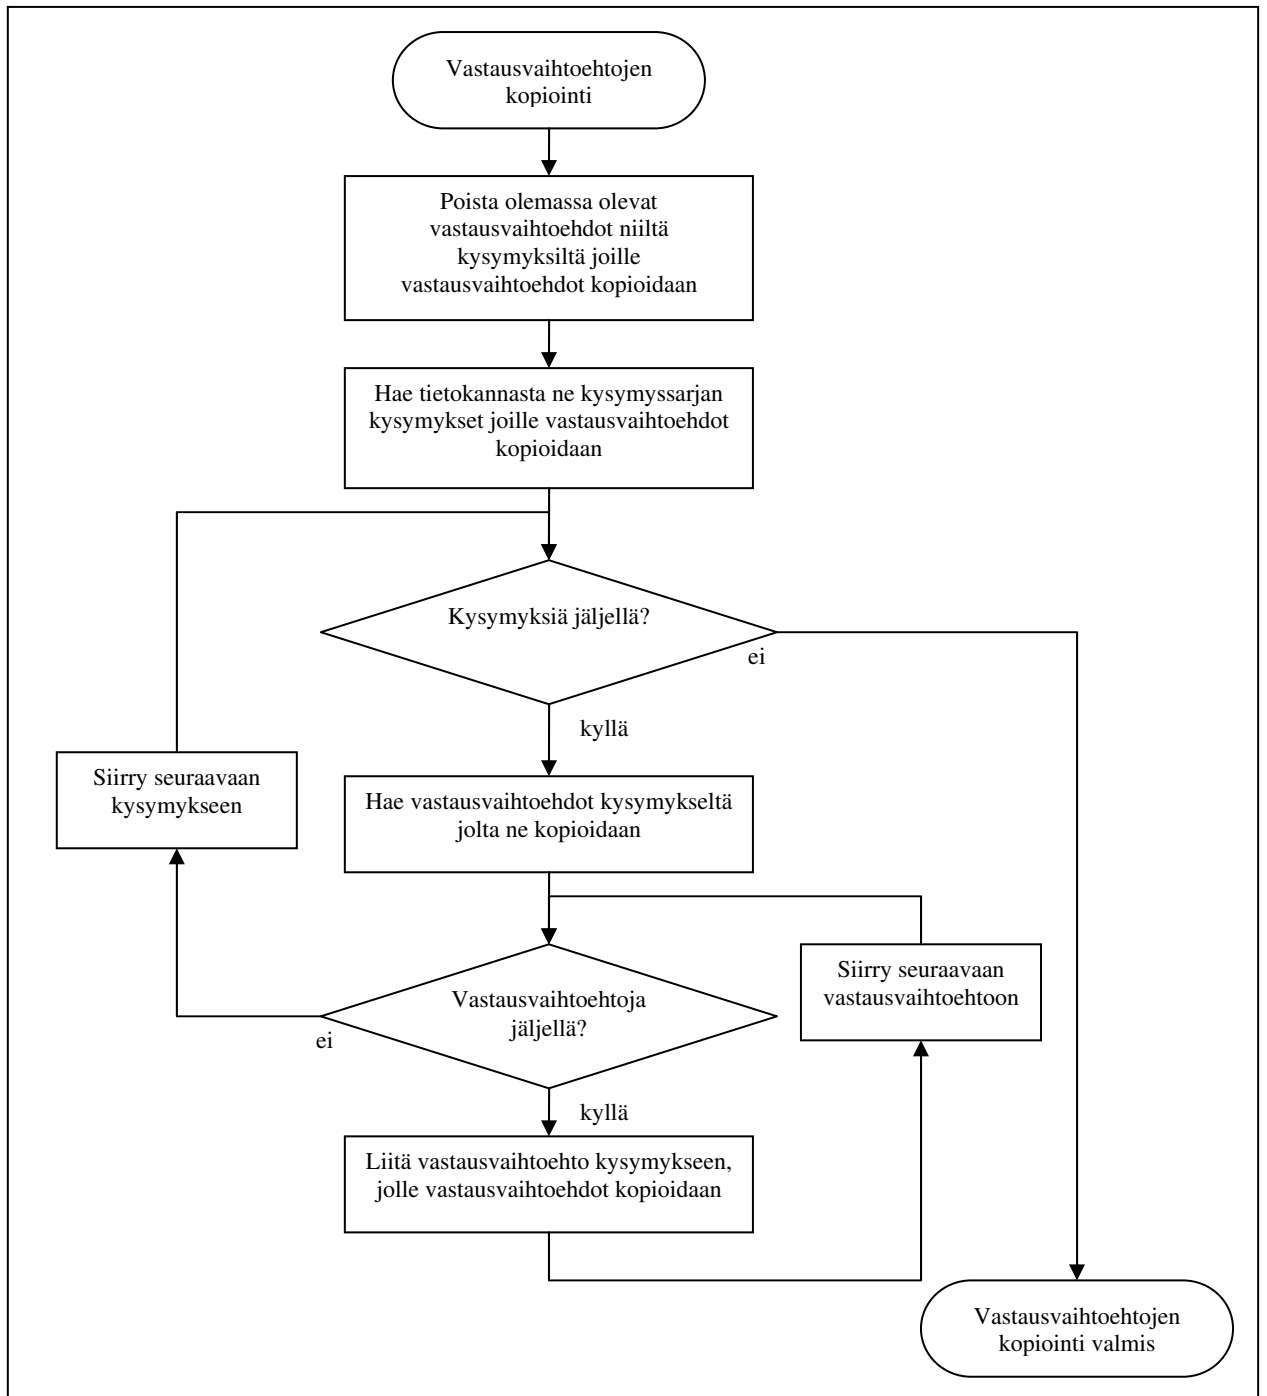 Vastausvaihtoehtojen
kopiointi
Poista olemassa olevat
vastausvaihtoehdot niiltä
kysymyksiltä joille
vastausvaihtoehdot kopioidaan
Hae tietokannasta ne kysymyssarjan
kysymykset joille vastausvaihtoehdot
kopioidaan
Kysymyksiä jäljellä?
ei
kyllä
Siirry seuraavaan
kysymykseen
Hae vastausvaihtoehdot kysymykseltä
jolta ne kopioidaan
Siirry seuraavaan
vastausvaihtoehtoon
Vastausvaihtoehtoja
jäljellä?
ei
kyllä
Liitä vastausvaihtoehto kysymykseen,
jolle vastausvaihtoehdot kopioidaan
Vastausvaihtoehtojen
kopiointi valmis